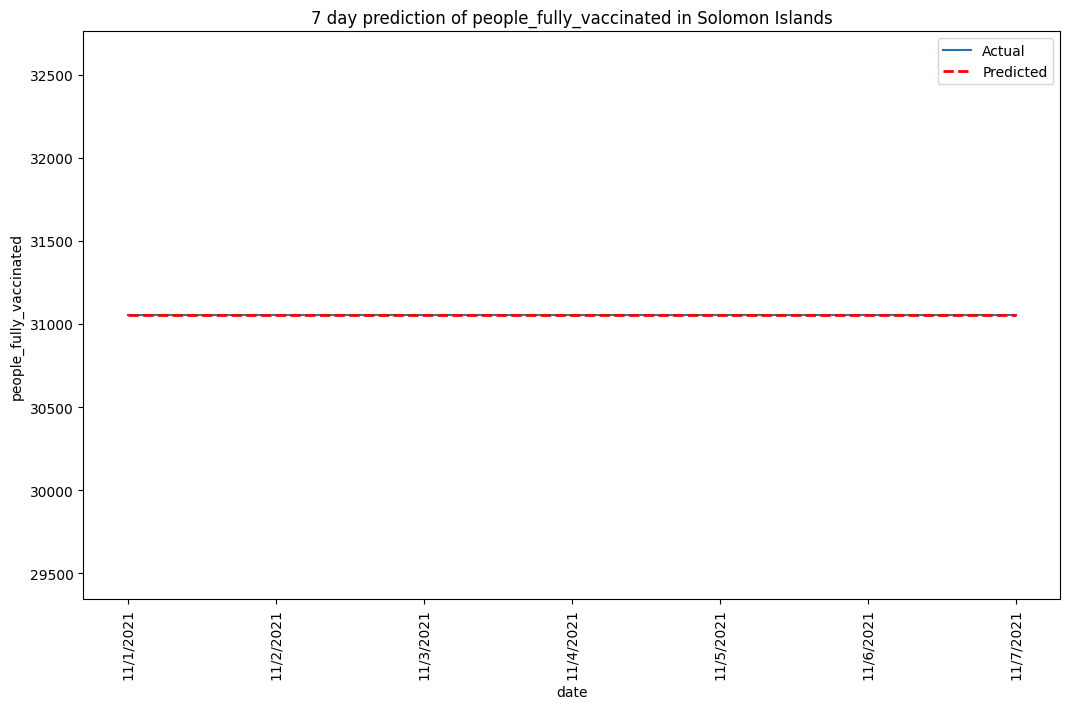 7 day prediction of people_fully_vaccinated in Solomon Islands
Actual
Predicted
32500
32000
31500
31000
30500
30000
29500
people_fully_vaccinated
11/1/2021
11/2/2021
11/3/2021
11/4/2021
11/5/2021
11/6/2021
11/7/2021
date